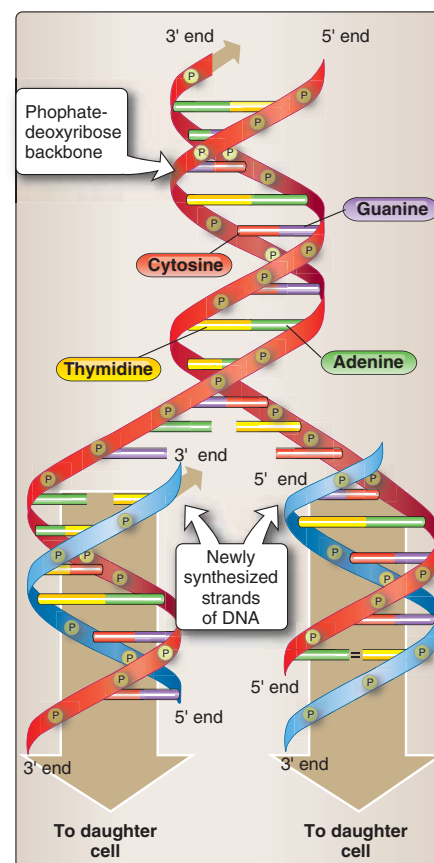 3' end
5' end
Phophate-
deoxyribose
backbone
P
P
P
P
P
P
P
P
Guanine
Cytosine
P
P
P
P
P
Thymidine
Adenine
P
P
P
P
P
P
P
3' end
5' end
P
P
P
P
P
Newly
synthesized
strands
of DNA
P
P
P
P
P
P
P
P
P
P
P
=
5' end
P
P
5' end
3' end
3' end
To daughter
cell
To daughter
cell